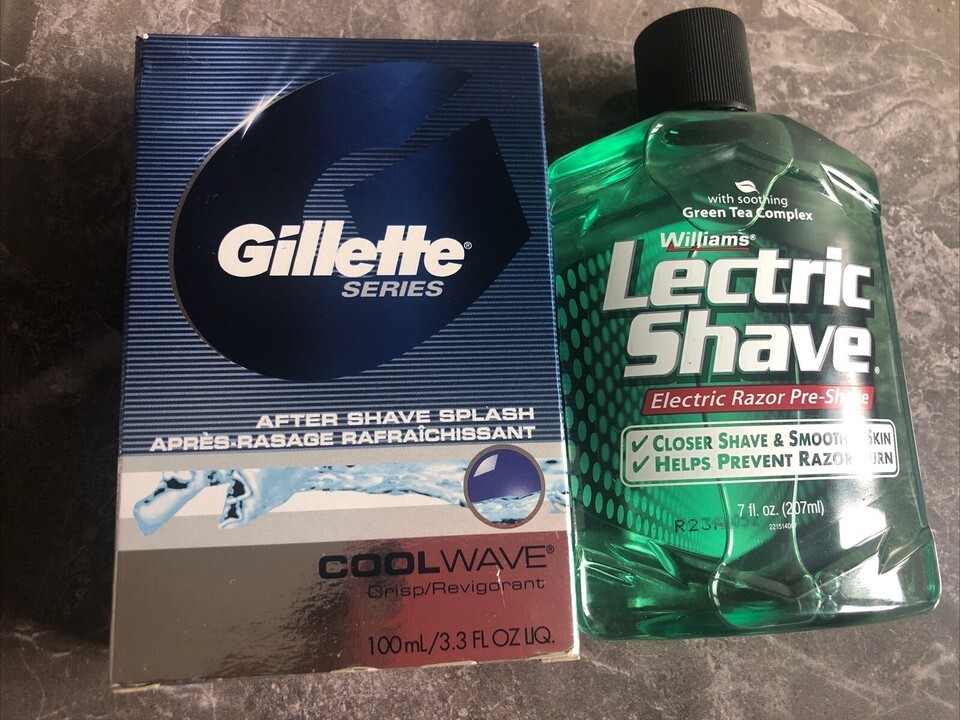 Gillette®
SERIES
AFTER SHAVE SPLASH
APRÈS-RASAGE RAFRAÎCHISSANT
COOLWAVE®
Crisp/Revigorant
100 mL/3.3 FL OZ LIQ.
with soothing
Green Tea Complex
Williams®
Lectric
Shave®
Electric Razor Pre-Shave
✓ CLOSER SHAVE & SMOOTH SKIN
✓ HELPS PREVENT RAZOR BURN
7 fl. oz. (207ml)
R23A